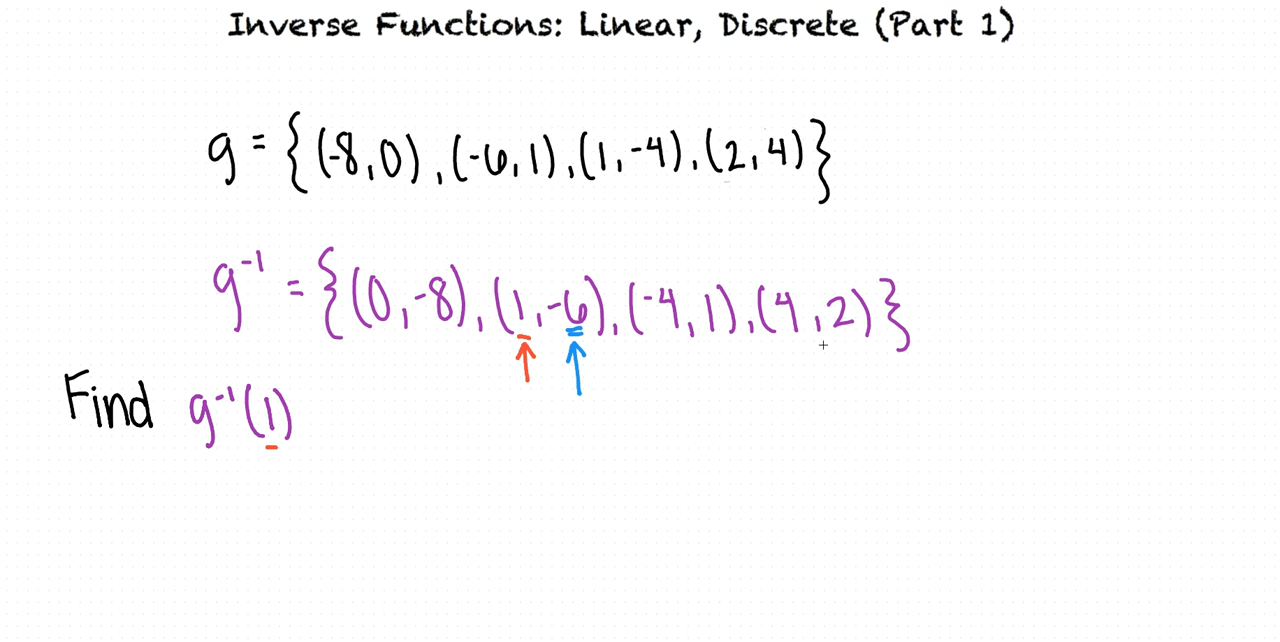 Inverse Functions: Linear, Discrete (Part 1)
g = {(-8,0), (-6,1), (1,-4), (2,4)}
g⁻¹ = {(0,-8), (1,-6), (-4,1), (4,2)}
Find g⁻¹(1)